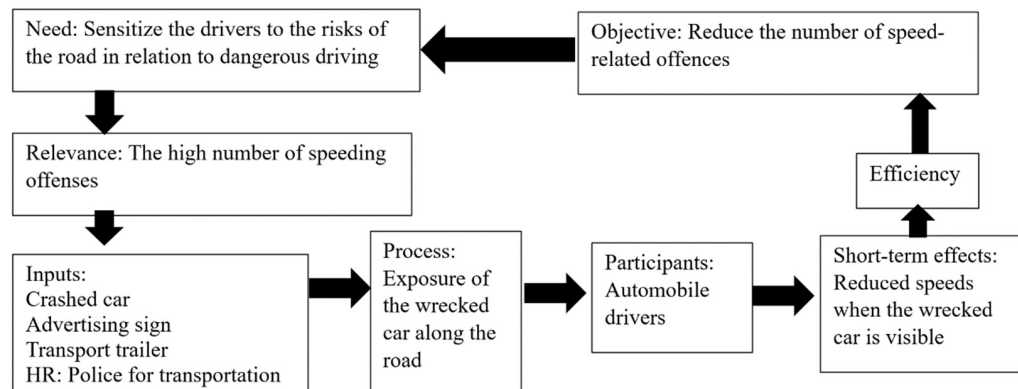 Need: Sensitize the drivers to the risks of
the road in relation to dangerous driving
Objective: Reduce the number of speed-
related offences
Relevance: The high number of speeding
offenses
Efficiency
Inputs:
Crashed car
Advertising sign
Transport trailer
HR: Police for transportation
Process:
Exposure of
the wrecked
car along the
road
Participants:
Automobile
drivers
Short-term effects:
Reduced speeds
when the wrecked
car is visible